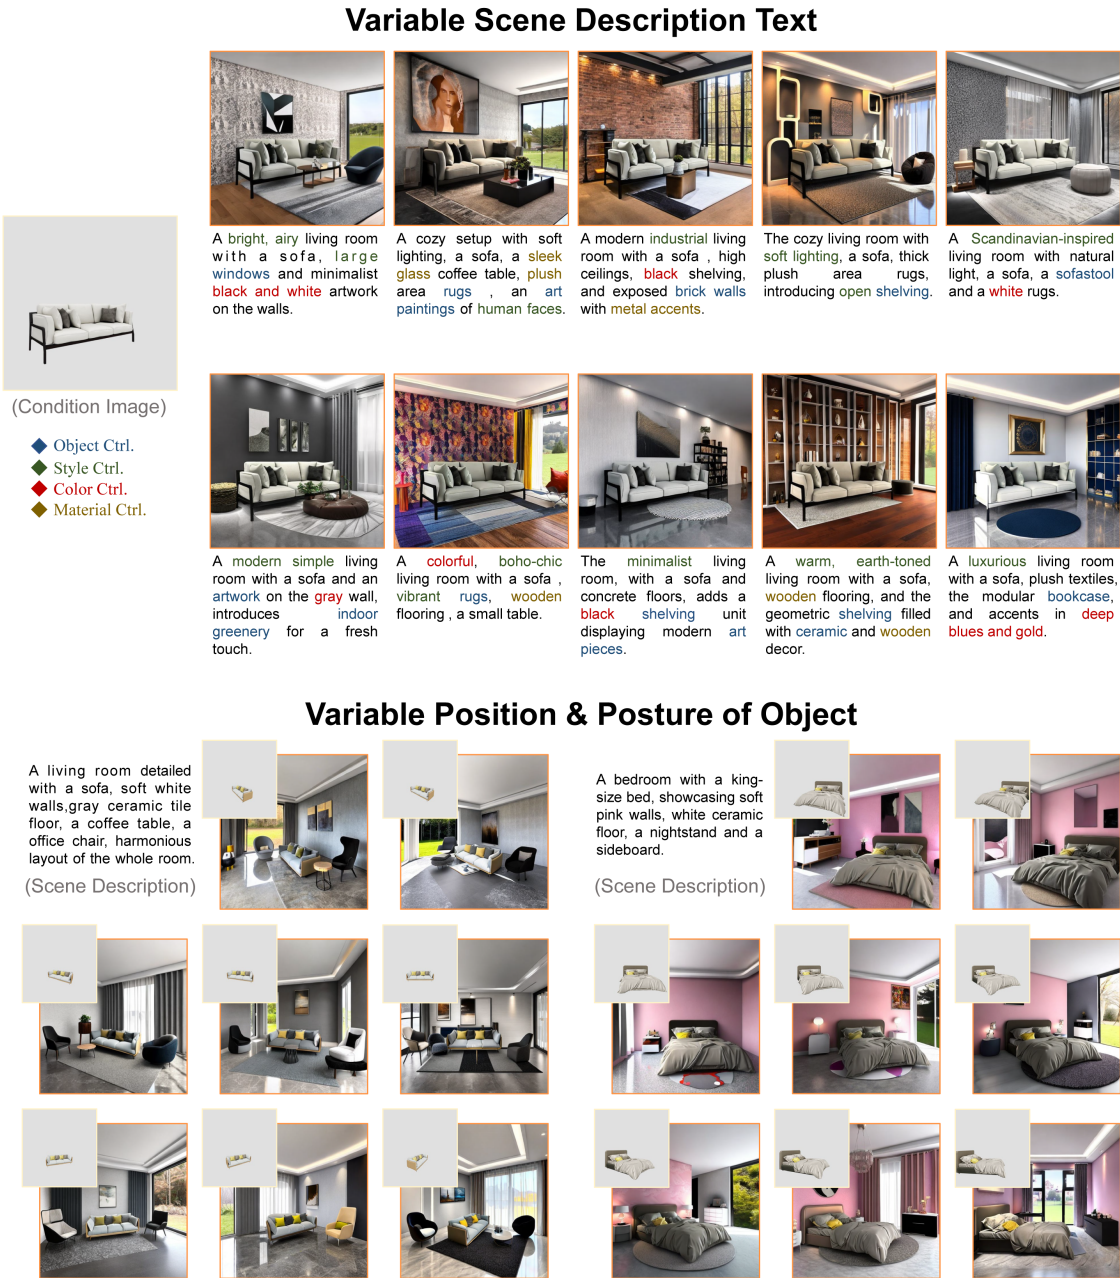 Variable Scene Description Text
A bright, airy living room
with a sofa, large
windows and minimalist
black and white artwork
on the walls.
A cozy setup with soft
lighting, a sofa, a sleek
glass coffee table, plush
area rugs , an art
paintings of human faces.
A modern industrial living
room with a sofa , high
ceilings, black shelving,
and exposed brick walls
with metal accents.
The cozy living room with
soft lighting, a sofa, thick
plush area rugs,
introducing open shelving.
A Scandinavian-inspired
living room with natural
light, a sofa, a sofastool
and a white rugs.
(Condition Image)
Object Ctrl.
Style Ctrl.
Color Ctrl.
Material Ctrl.
A modern simple living
room with a sofa and an
artwork on the gray wall,
introduces indoor
greenery for a fresh
touch.
A colorful, boho-chic
living room with a sofa ,
vibrant rugs, wooden
flooring , a small table.
The minimalist living
room, with a sofa and
concrete floors, adds a
black shelving unit
displaying modern art
pieces.
A warm, earth-toned
living room with a sofa,
wooden flooring, and the
geometric shelving filled
with ceramic and wooden
decor.
A luxurious living room
with a sofa, plush textiles,
the modular bookcase,
and accents in deep
blues and gold.
Variable Position & Posture of Object
A living room detailed
with a sofa, soft white
walls,gray ceramic tile
floor, a coffee table, a
office chair, harmonious
layout of the whole room.
(Scene Description)
A bedroom with a king-
size bed, showcasing soft
pink walls, white ceramic
floor, a nightstand and a
sideboard.
(Scene Description)